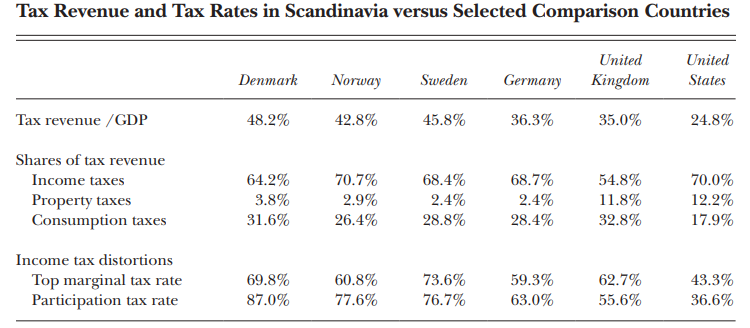 Tax Revenue and Tax Rates in Scandinavia versus Selected Comparison Countries
United United
Denmark Norway Sweden Germany Kingdom States
Tax revenue /GDP 48.2% 42.8% 45.8% 36.3% 35.0% 24.8%
Shares of tax revenue
Income taxes 64.2% 70.7% 68.4% 68.7% 54.8% 70.0%
Property taxes 3.8% 2.9% 2.4% 2.4% 11.8% 12.2%
Consumption taxes 31.6% 26.4% 28.8% 28.4% 32.8% 17.9%
Income tax distortions
Top marginal tax rate 69.8% 60.8% 73.6% 59.3% 62.7% 43.3%
Participation tax rate 87.0% 77.6% 76.7% 63.0% 55.6% 36.6%